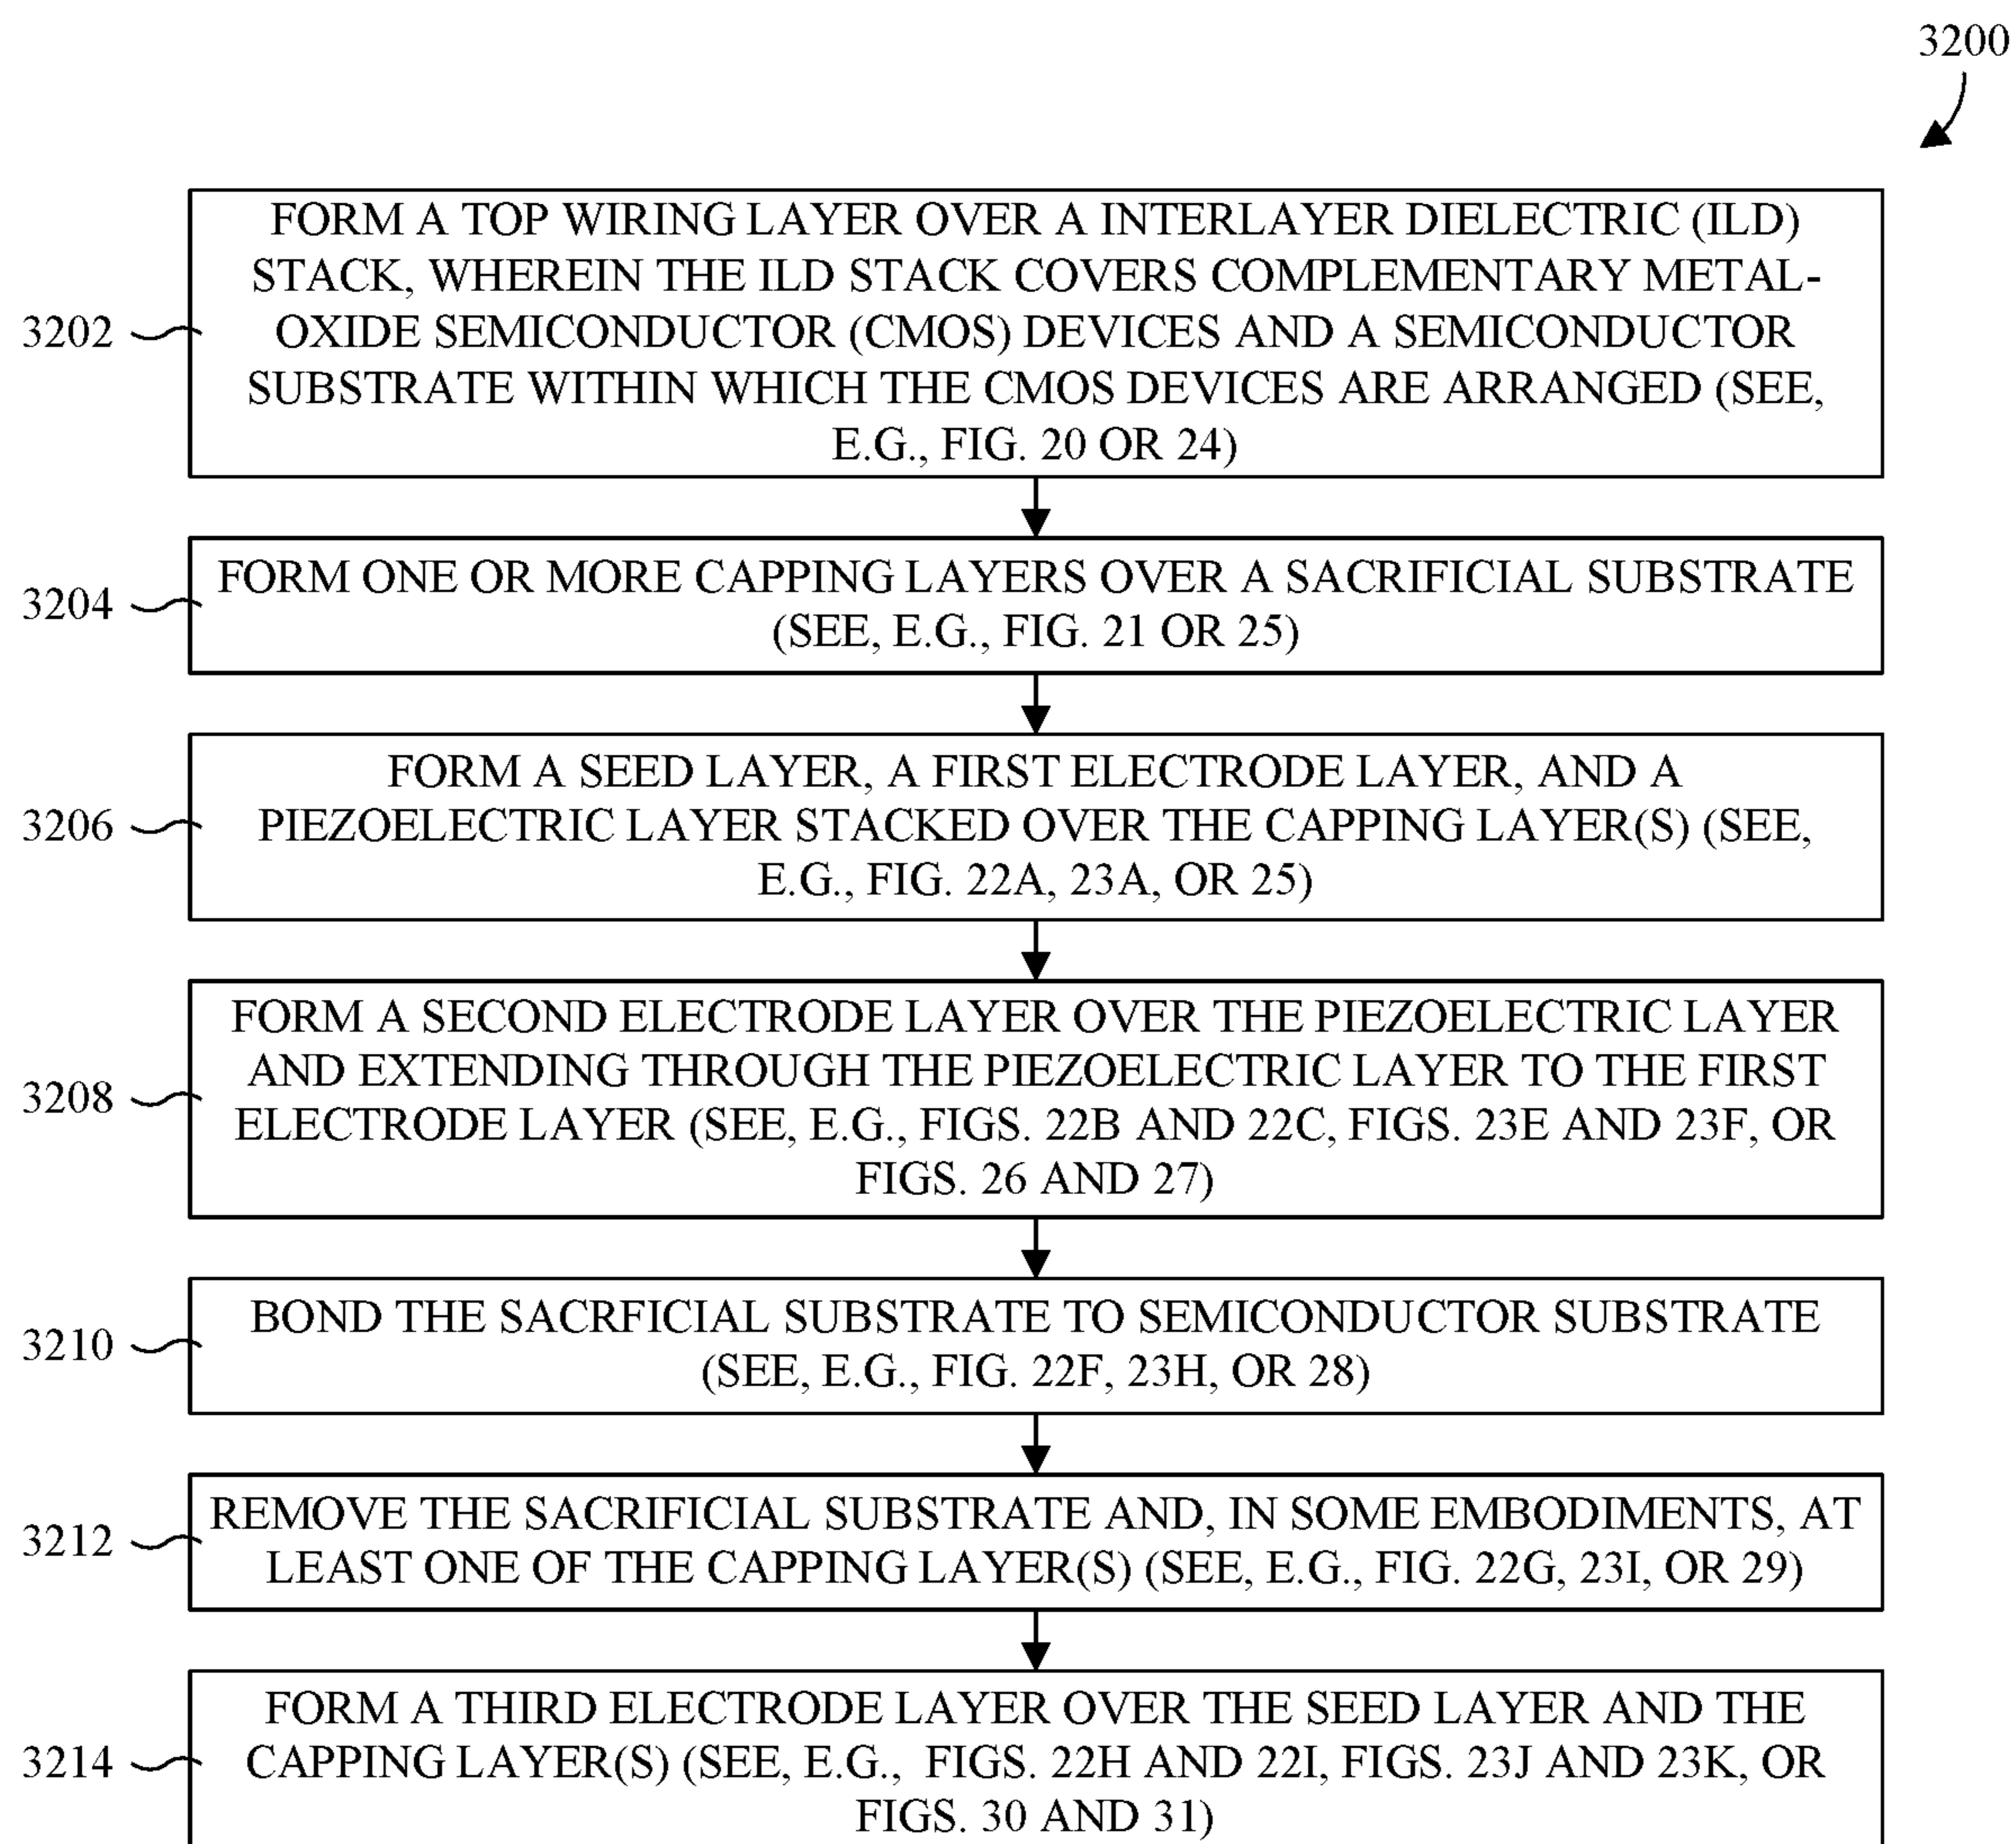 3200
FORM A TOP WIRING LAYER OVER A INTERLAYER DIELECTRIC (ILD)
STACK, WHEREIN THE ILD STACK COVERS COMPLEMENTARY METAL-
OXIDE SEMICONDUCTOR (CMOS) DEVICES AND A SEMICONDUCTOR
SUBSTRATE WITHIN WHICH THE CMOS DEVICES ARE ARRANGED (SEE,
E.G., FIG. 20 OR 24)
3202
FORM ONE OR MORE CAPPING LAYERS OVER A SACRIFICIAL SUBSTRATE
(SEE, E.G., FIG. 21 OR 25)
3204
FORM A SEED LAYER, A FIRST ELECTRODE LAYER, AND A
PIEZOELECTRIC LAYER STACKED OVER THE CAPPING LAYER(S) (SEE,
E.G., FIG. 22A, 23A, OR 25)
3206
FORM A SECOND ELECTRODE LAYER OVER THE PIEZOELECTRIC LAYER
AND EXTENDING THROUGH THE PIEZOELECTRIC LAYER TO THE FIRST
ELECTRODE LAYER (SEE, E.G., FIGS. 22B AND 22C, FIGS. 23E AND 23F, OR
FIGS. 26 AND 27)
3208
BOND THE SACRFICIAL SUBSTRATE TO SEMICONDUCTOR SUBSTRATE
(SEE, E.G., FIG. 22F, 23H, OR 28)
3210
REMOVE THE SACRIFICIAL SUBSTRATE AND, IN SOME EMBODIMENTS, AT
LEAST ONE OF THE CAPPING LAYER(S) (SEE, E.G., FIG. 22G, 23I, OR 29)
3212
FORM A THIRD ELECTRODE LAYER OVER THE SEED LAYER AND THE
CAPPING LAYER(S) (SEE, E.G., FIGS. 22H AND 22I, FIGS. 23J AND 23K, OR
FIGS. 30 AND 31)
3214